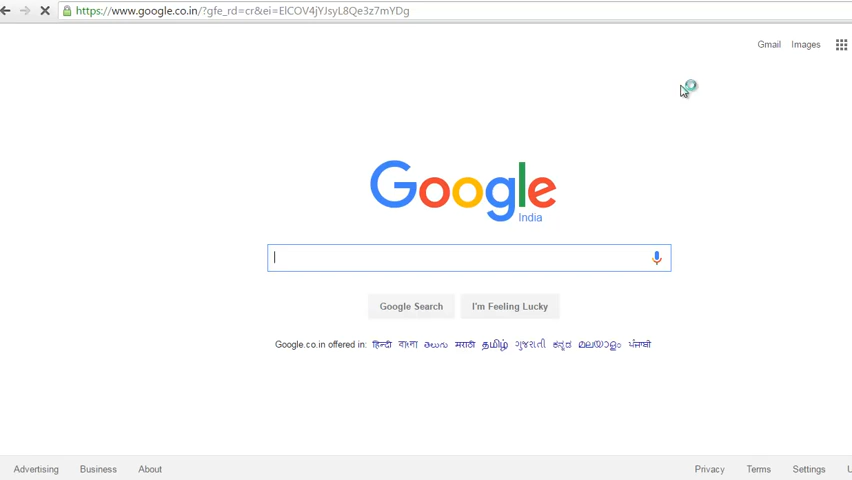 https://www.google.co.in/?gfe_rd=cr&ei=ElCOV4jYJsyL8Qe3z7mYDg
Gmail Images
Google
India
Google Search I'm Feeling Lucky
Google.co.in offered in: हिन्दी বাংলা తెలుగు मराठी தமிழ் ગુજરાતી ಕನ್ನಡ മലയാളം ਪੰਜਾਬੀ
Advertising Business About Privacy Terms Settings